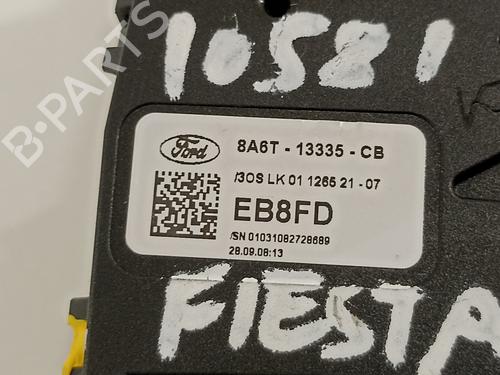 10581
B-PARTS
Ford
8A6T - 13335 - CB
/3OS LK 01 1265 21 - 07
EB8FD
/SN 01031082728689
28.09.08:13
FIESTA